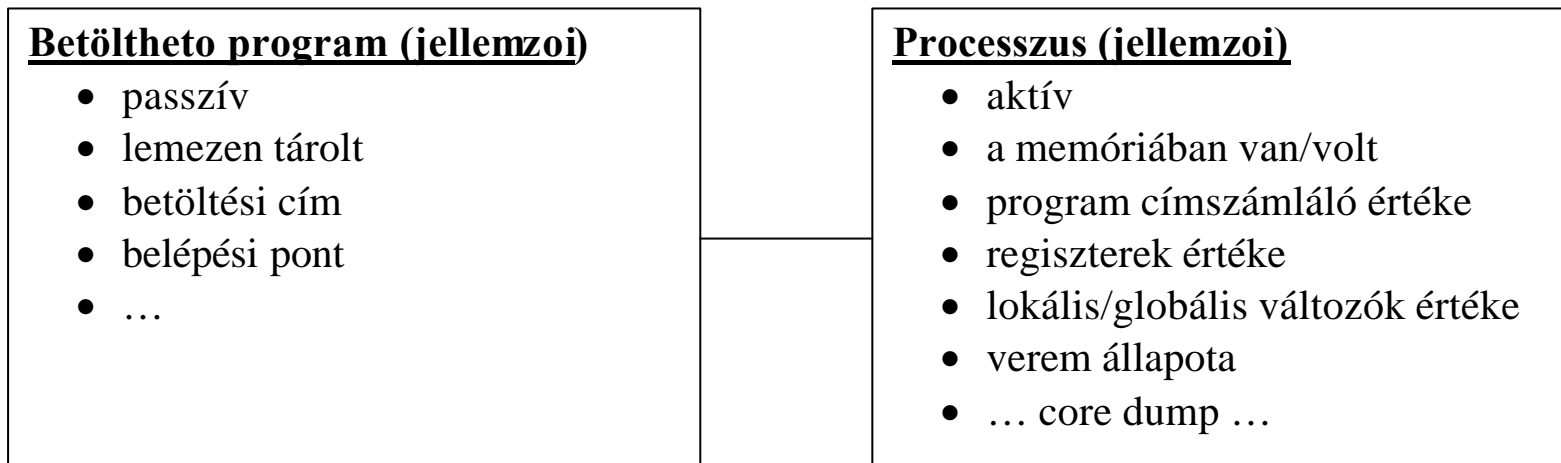 Betöltheto program (jellemzoi)
• passzív
• lemezen tárolt
• betöltési cím
• belépési pont
• …
Processzus (jellemzoi)
• aktív
• a memóriában van/volt
• program címszámláló értéke
• regiszterek értéke
• lokális/globális változók értéke
• verem állapota
• … core dump …